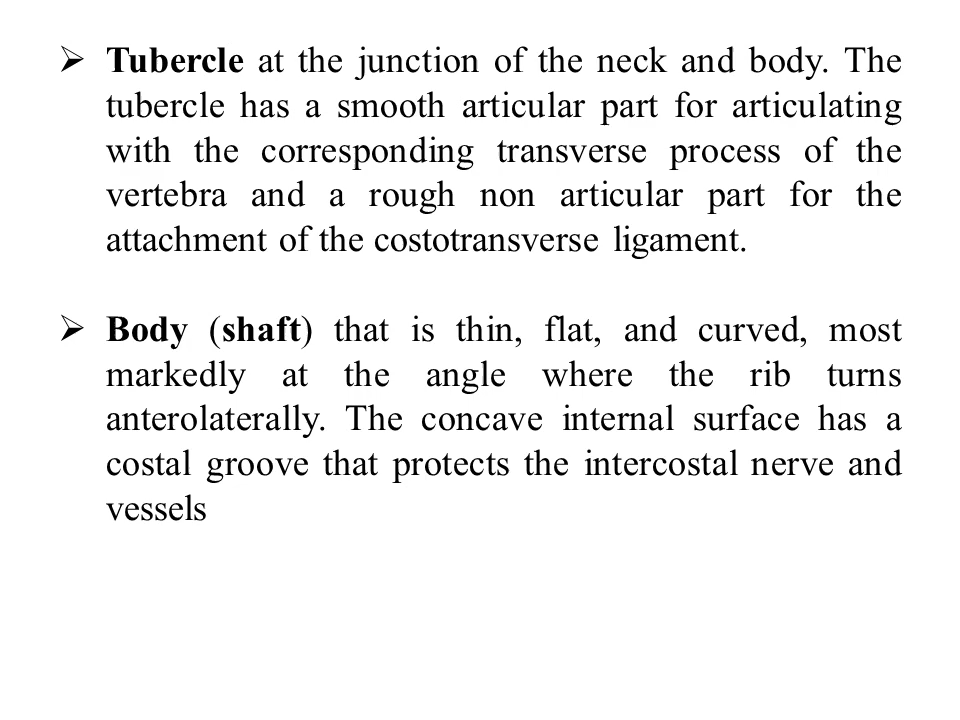 ➢ Tubercle at the junction of the neck and body. The
tubercle has a smooth articular part for articulating
with the corresponding transverse process of the
vertebra and a rough non articular part for the
attachment of the costotransverse ligament.
➢ Body (shaft) that is thin, flat, and curved, most
markedly at the angle where the rib turns
anterolaterally. The concave internal surface has a
costal groove that protects the intercostal nerve and
vessels